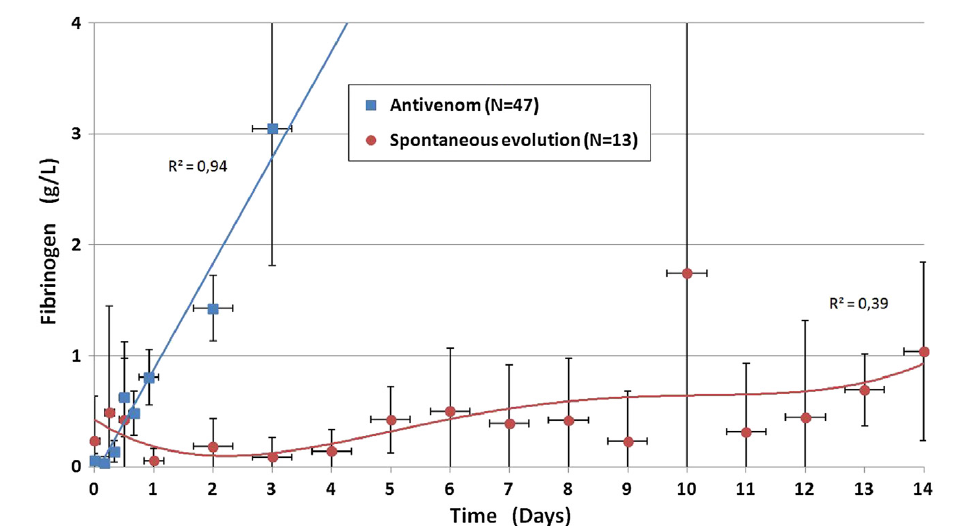 4
Antivenom (N=47)
3
Spontaneous evolution (N=13)
R² = 0,94
Fibrinogen (g/L)
2
R² = 0,39
1
0
0 1 2 3 4 5 6 7 8 9 10 11 12 13 14
Time (Days)